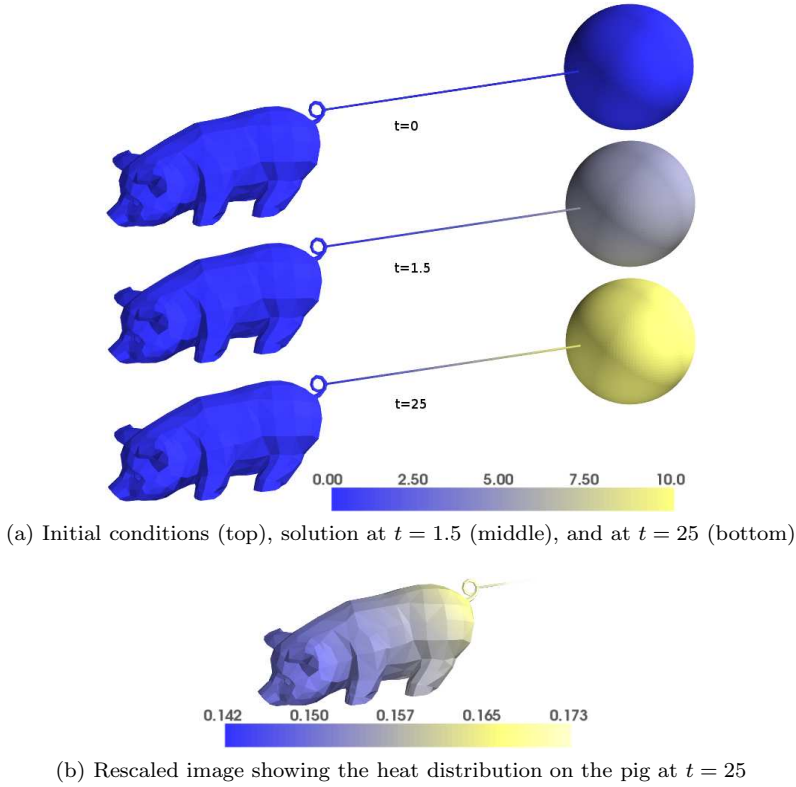 t=0
t=1.5
t=25
0.00 2.50 5.00 7.50 10.0
(a) Initial conditions (top), solution at t = 1.5 (middle), and at t = 25 (bottom)
0.142 0.150 0.157 0.165 0.173
(b) Rescaled image showing the heat distribution on the pig at t = 25